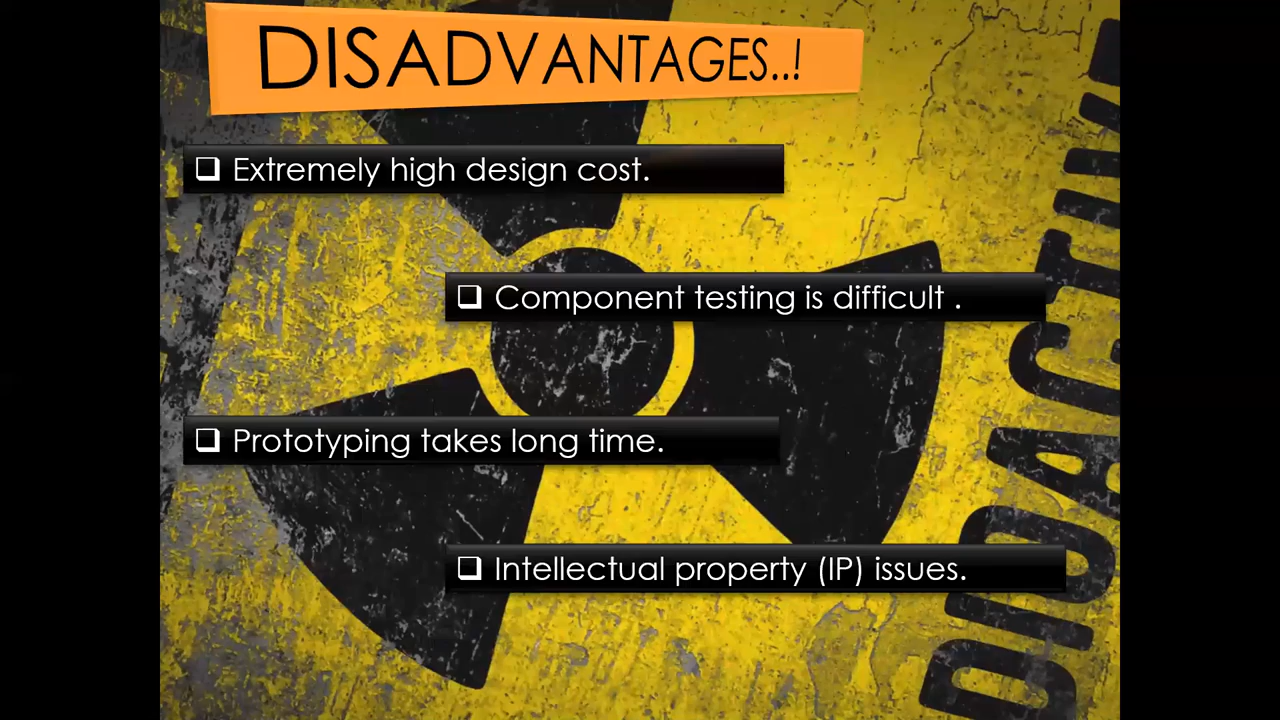 DISADVANTAGES..!
❑ Extremely high design cost.
❑ Component testing is difficult .
❑ Prototyping takes long time.
❑ Intellectual property (IP) issues.